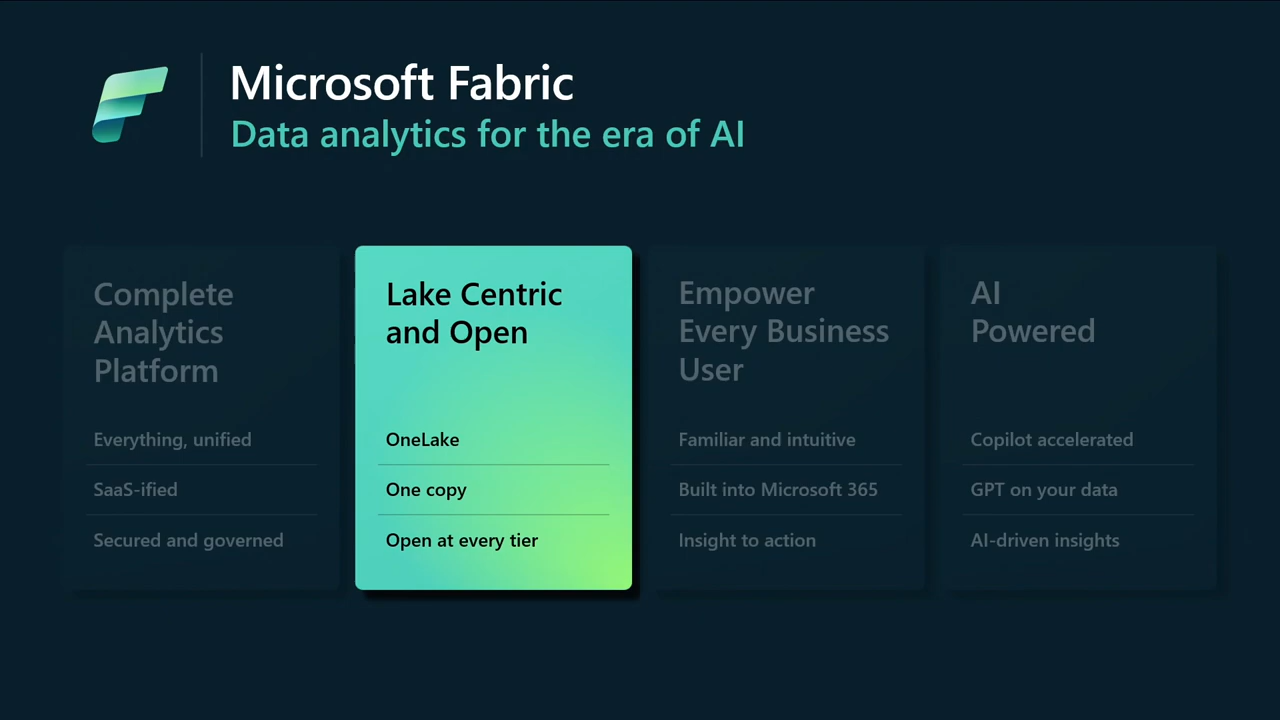 Microsoft Fabric
Data analytics for the era of AI
Complete
Analytics
Platform
Everything, unified
SaaS-ified
Secured and governed
Lake Centric
and Open
OneLake
One copy
Open at every tier
Empower
Every Business
User
Familiar and intuitive
Built into Microsoft 365
Insight to action
AI
Powered
Copilot accelerated
GPT on your data
AI-driven insights